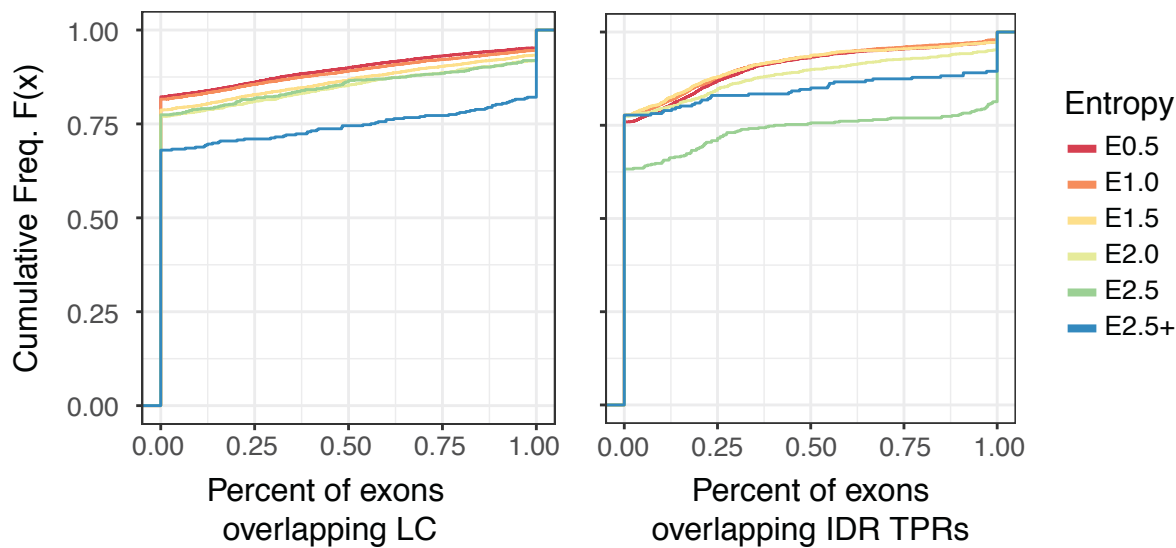 Cumulative Freq. F(x)
1.00
0.75
0.50
0.25
0.00
0.00 0.25 0.50 0.75 1.00
Percent of exons
overlapping LC
0.00 0.25 0.50 0.75 1.00
Percent of exons
overlapping IDR TPRs
Entropy
E0.5
E1.0
E1.5
E2.0
E2.5
E2.5+